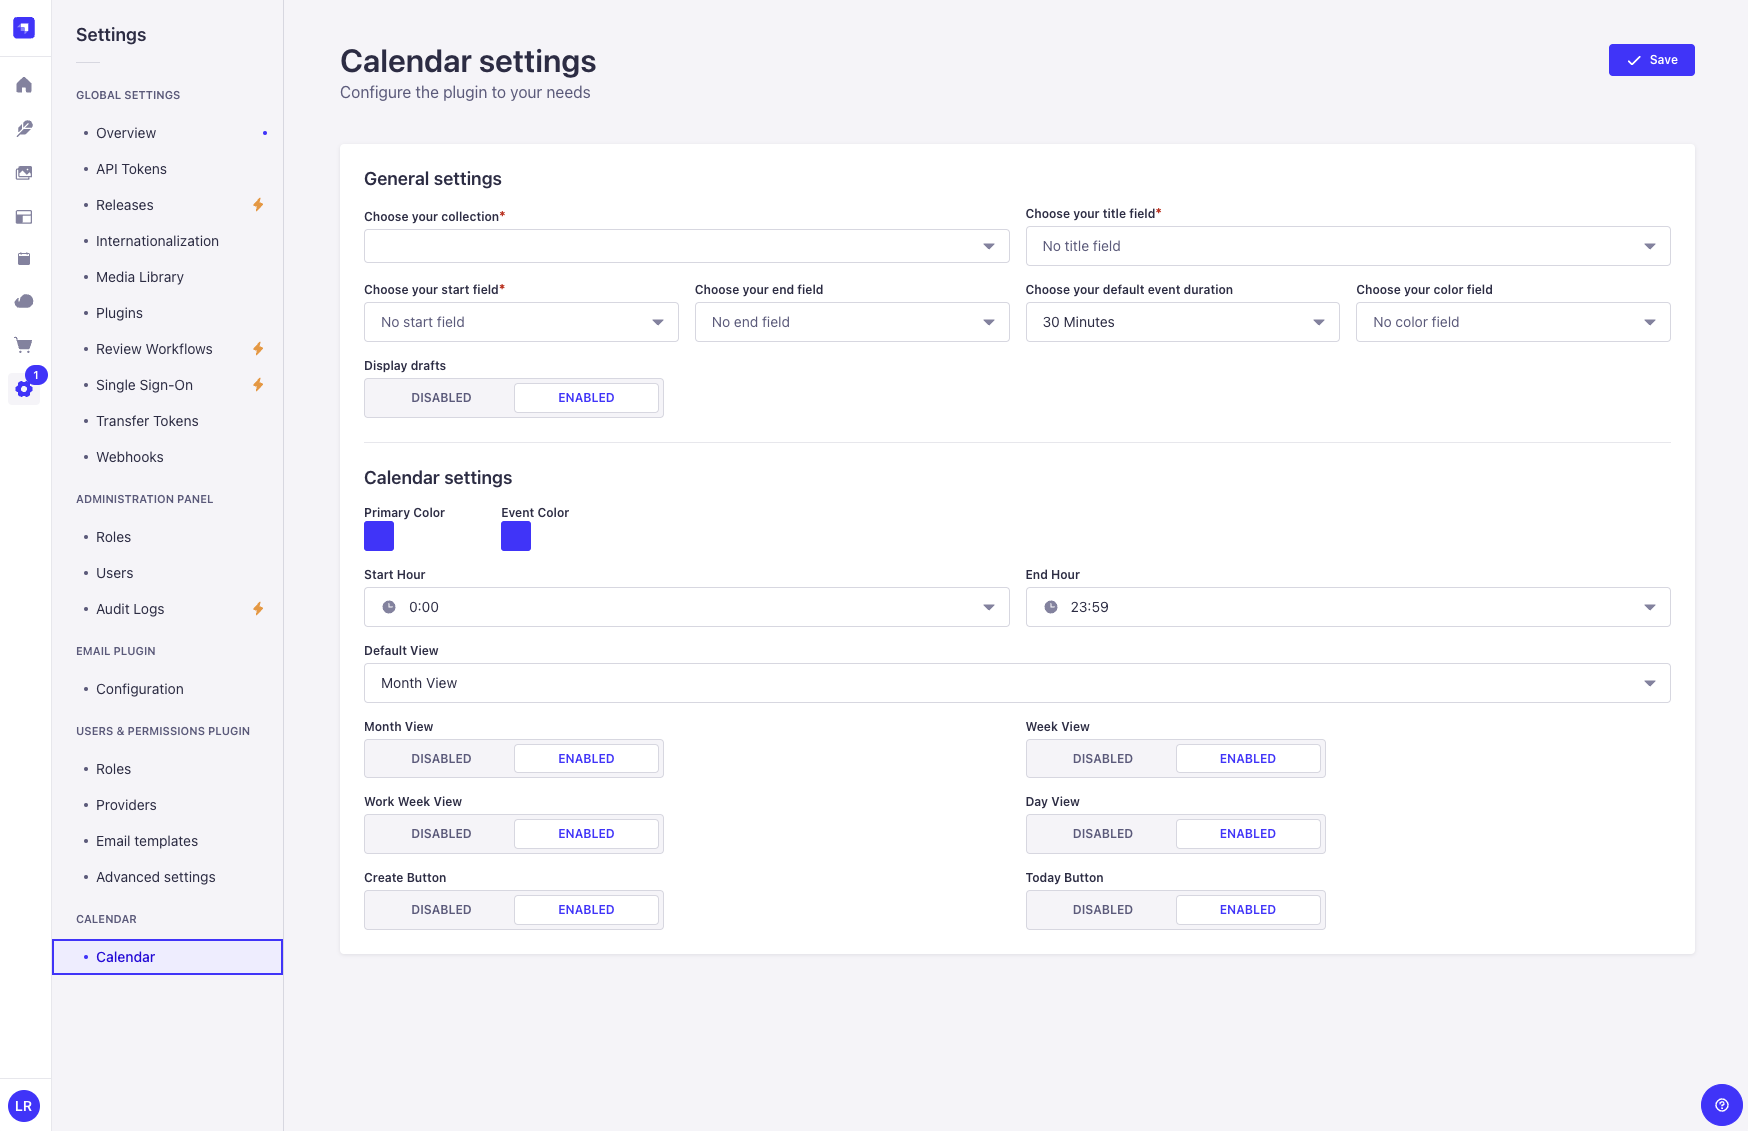 Settings
GLOBAL SETTINGS
Overview
API Tokens
Releases
Internationalization
Media Library
Plugins
Review Workflows
Single Sign-On
Transfer Tokens
Webhooks
ADMINISTRATION PANEL
Roles
Users
Audit Logs
EMAIL PLUGIN
Configuration
USERS & PERMISSIONS PLUGIN
Roles
Providers
Email templates
Advanced settings
CALENDAR
Calendar
1
LR
Calendar settings
Configure the plugin to your needs
Save
General settings
Choose your collection*
Choose your title field*
No title field
Choose your start field*
Choose your end field
Choose your default event duration
Choose your color field
No start field
No end field
30 Minutes
No color field
Display drafts
DISABLED ENABLED
Calendar settings
Primary Color
Event Color
Start Hour
End Hour
0:00
23:59
Default View
Month View
Month View
Week View
DISABLED ENABLED
DISABLED ENABLED
Work Week View
Day View
DISABLED ENABLED
DISABLED ENABLED
Create Button
Today Button
DISABLED ENABLED
DISABLED ENABLED